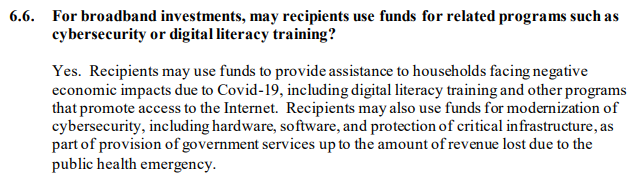 6.6. For broadband investments, may recipients use funds for related programs such as
cybersecurity or digital literacy training?
Yes. Recipients may use funds to provide assistance to households facing negative
economic impacts due to Covid-19, including digital literacy training and other programs
that promote access to the Internet. Recipients may also use funds for modernization of
cybersecurity, including hardware, software, and protection of critical infrastructure, as
part of provision of government services up to the amount of revenue lost due to the
public health emergency.